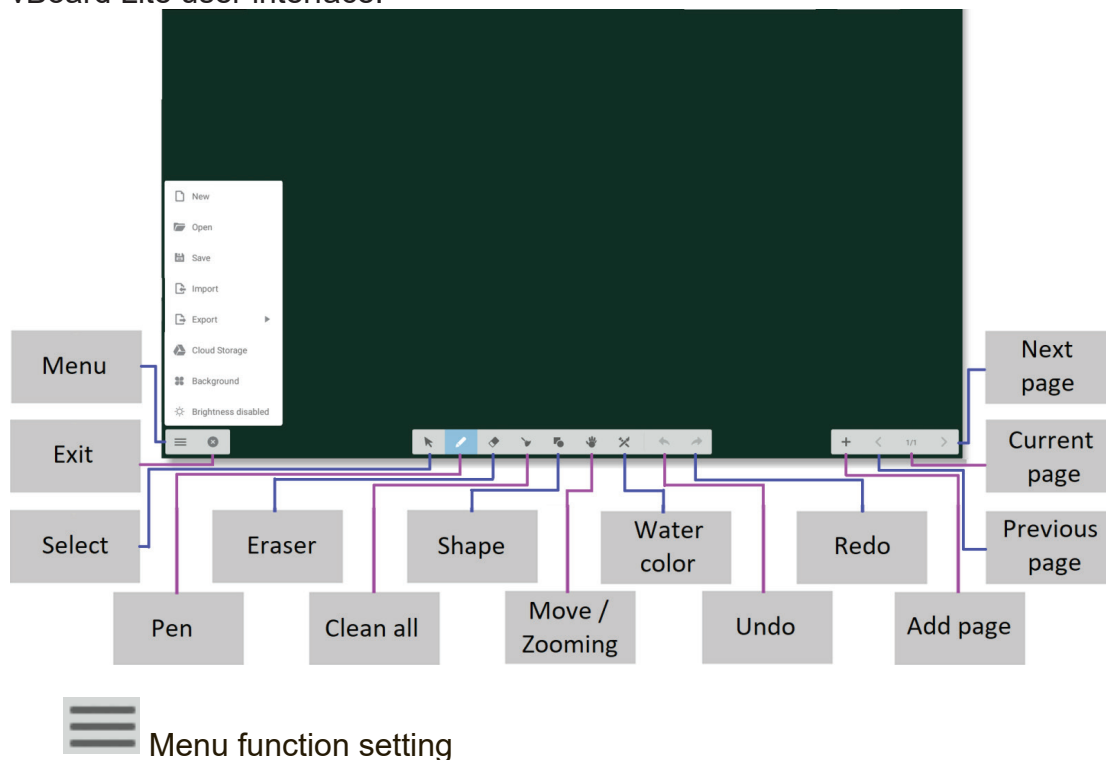 vBoard Lite user interface:
New
Open
Save
Import
Export
Cloud Storage
Background
Brightness disabled
1/1
Menu
Exit
Select
Pen
Eraser
Clean all
Shape
Move /
Zooming
Water
color
Undo
Redo
Add page
Next
page
Current
page
Previous
page
Menu function setting